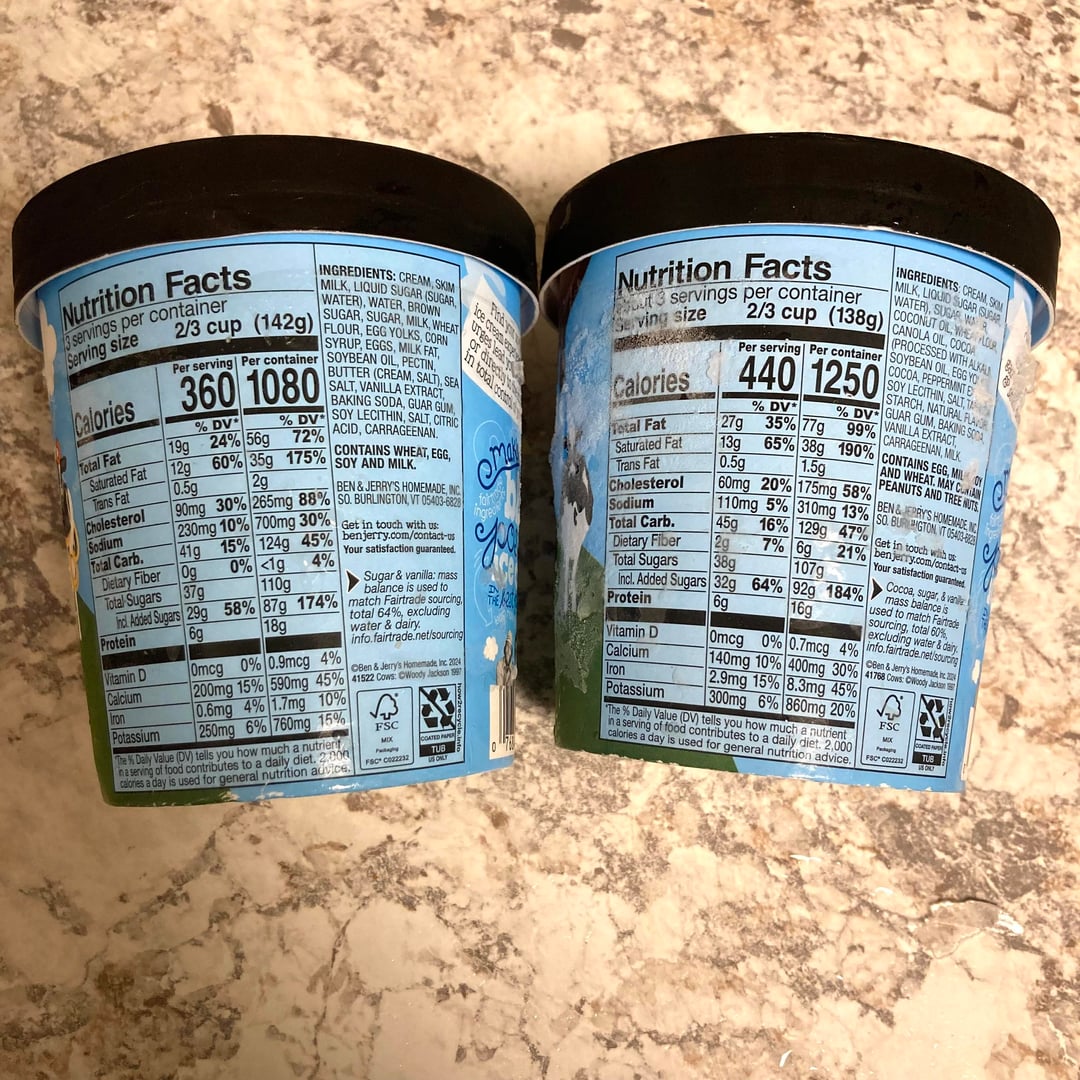 Nutrition Facts
3 servings per container
Serving size 2/3 cup (142g)
Per serving Per container
Calories 360 1080
% DV* % DV*
Total Fat 19g 24% 56g 72%
Saturated Fat 12g 60% 35g 175%
Trans Fat 0.5g 2g
Cholesterol 90mg 30% 265mg 88%
Sodium 230mg 10% 700mg 30%
Total Carb. 41g 15% 124g 45%
Dietary Fiber 0g 0% <1g 4%
Total Sugars 37g 110g
Incl. Added Sugars 29g 58% 87g 174%
Protein 6g 18g
Vitamin D 0mcg 0% 0.9mcg 4%
Calcium 200mg 15% 590mg 45%
Iron 0.6mg 4% 1.7mg 10%
Potassium 250mg 6% 760mg 15%
*The % Daily Value (DV) tells you how much a nutrient
in a serving of food contributes to a daily diet. 2,000
calories a day is used for general nutrition advice.
INGREDIENTS: CREAM, SKIM
MILK, LIQUID SUGAR (SUGAR,
WATER), WATER, BROWN
SUGAR, SUGAR, MILK, WHEAT
FLOUR, EGG YOLKS, CORN
SYRUP, EGGS, MILK FAT,
SOYBEAN OIL, PECTIN,
BUTTER (CREAM, SALT), SEA
SALT, VANILLA EXTRACT,
BAKING SODA, GUAR GUM,
SOY LECITHIN, SALT, CITRIC
ACID, CARRAGEENAN.
CONTAINS WHEAT, EGG,
SOY AND MILK.
BEN & JERRY'S HOMEMADE, INC.
SO. BURLINGTON, VT 05403-6828
Get in touch with us:
benjerry.com/contact-us
Your satisfaction guaranteed.
Sugar & vanilla: mass
balance is used to
match Fairtrade sourcing,
total 64%, excluding
water & dairy.
info.fairtrade.net/sourcing
©Ben & Jerry's Homemade, Inc. 2024
41522 Cows: ©Woody Jackson 1997
FSC
MIX
Packaging
FSC® C022232
COATED PAPER
TUB
US ONLY
how2recycle.info
Nutrition Facts
About 3 servings per container
Serving size 2/3 cup (138g)
Per serving Per container
Calories 440 1250
% DV* % DV*
Total Fat 27g 35% 77g 99%
Saturated Fat 13g 65% 38g 190%
Trans Fat 0.5g 1.5g
Cholesterol 60mg 20% 175mg 58%
Sodium 110mg 5% 310mg 13%
Total Carb. 45g 16% 129g 47%
Dietary Fiber 2g 7% 6g 21%
Total Sugars 38g 107g
Incl. Added Sugars 32g 64% 92g 184%
Protein 6g 16g
Vitamin D 0mcg 0% 0.7mcg 4%
Calcium 140mg 10% 400mg 30%
Iron 2.9mg 15% 8.3mg 45%
Potassium 300mg 6% 860mg 20%
*The % Daily Value (DV) tells you how much a nutrient
in a serving of food contributes to a daily diet. 2,000
calories a day is used for general nutrition advice.
INGREDIENTS: CREAM, SKIM
MILK, LIQUID SUGAR (SUGAR,
WATER), SUGAR, WATER,
COCONUT OIL, WHEAT FLOUR,
CANOLA OIL, COCOA
(PROCESSED WITH ALKALI),
SOYBEAN OIL, EGG
COCOA, PEPPERMINT
SOY LECITHIN, SALT,
STARCH, NATURAL FLAVOR,
GUAR GUM, BAKING SODA,
VANILLA EXTRACT,
CARRAGEENAN, MILK.
CONTAINS EGG, MILK, SOY
AND WHEAT. MAY CONTAIN
PEANUTS AND TREE NUTS.
BEN & JERRY'S HOMEMADE, INC.
SO. BURLINGTON, VT 05403-6828
Get in touch with us:
benjerry.com/contact-us
Your satisfaction guaranteed.
Cocoa, sugar, & vanilla:
mass balance is
used to match Fairtrade
sourcing, total 60%,
excluding water & dairy.
info.fairtrade.net/sourcing
©Ben & Jerry's Homemade, Inc. 2024
41768 Cows: ©Woody Jackson 1997
FSC
MIX
Packaging
FSC® C022232
COATED PAPER
TUB
US ONLY